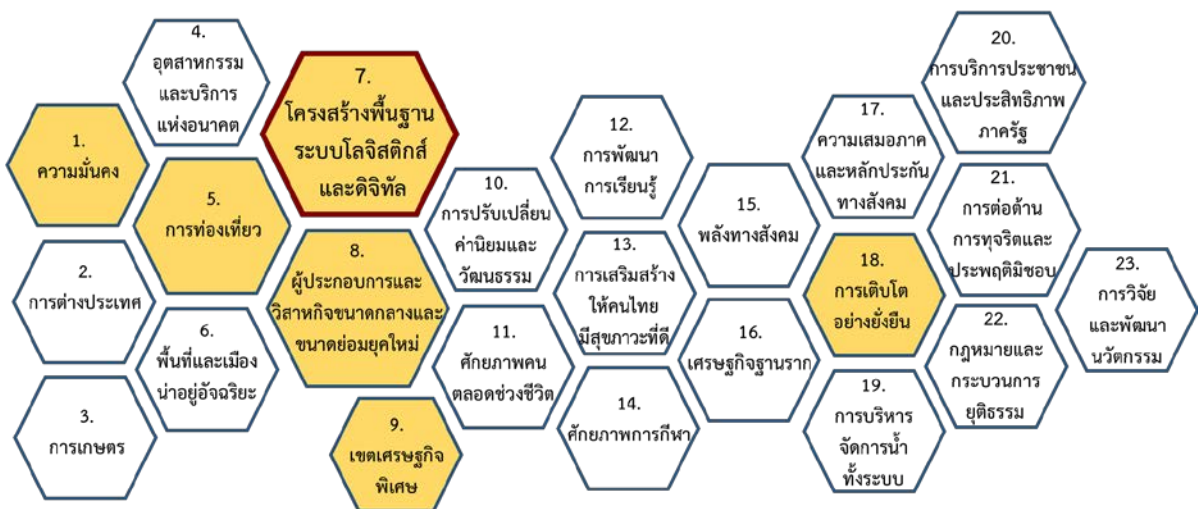 1.
ความมั่นคง
2.
การต่างประเทศ
3.
การเกษตร
4.
อุตสาหกรรม
และบริการ
แห่งอนาคต
5.
การท่องเที่ยว
6.
พื้นที่และเมือง
น่าอยู่อัจฉริยะ
7.
โครงสร้างพื้นฐาน
ระบบโลจิสติกส์
และดิจิทัล
8.
ผู้ประกอบการและ
วิสาหกิจขนาดกลางและ
ขนาดย่อมยุคใหม่
9.
เขตเศรษฐกิจ
พิเศษ
10.
การปรับเปลี่ยน
ค่านิยมและ
วัฒนธรรม
11.
ศักยภาพคน
ตลอดช่วงชีวิต
12.
การพัฒนา
การเรียนรู้
13.
การเสริมสร้าง
ให้คนไทย
มีสุขภาวะที่ดี
14.
ศักยภาพการกีฬา
15.
พลังทางสังคม
16.
เศรษฐกิจฐานราก
17.
ความเสมอภาค
และหลักประกัน
ทางสังคม
18.
การเติบโต
อย่างยั่งยืน
19.
การบริหาร
จัดการน้ำ
ทั้งระบบ
20.
การบริการประชาชน
และประสิทธิภาพ
ภาครัฐ
21.
การต่อต้าน
การทุจริตและ
ประพฤติมิชอบ
22.
กฎหมายและ
กระบวนการ
ยุติธรรม
23.
การวิจัย
และพัฒนา
นวัตกรรม